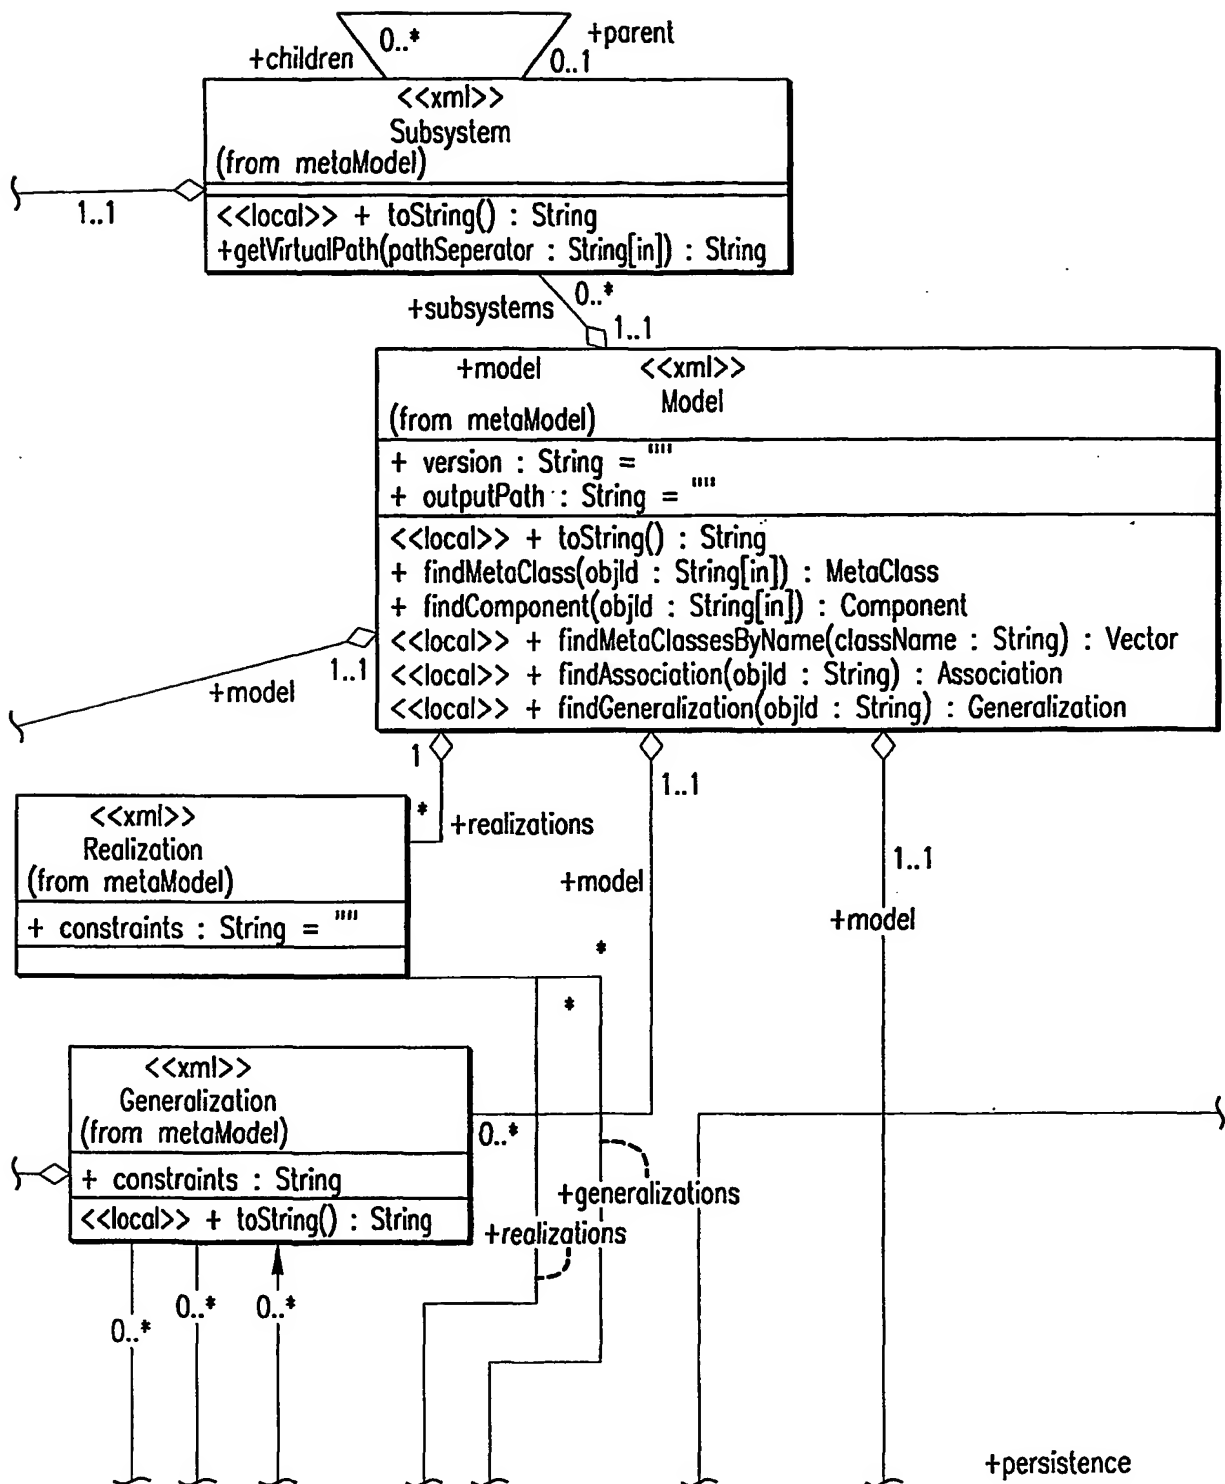 +children
0..*
+parent
0..1
<<xml>>
Subsystem
(from metaModel)
1..1
<<local>> + toString() : String
+getVirtualPath(pathSeperator : String[in]) : String
+subsystems
0..*
1..1
+model
<<xml>>
Model
(from metaModel)
+ version : String = ""
+ outputPath : String = ""
<<local>> + toString() : String
+ findMetaClass(objId : String[in]) : MetaClass
+ findComponent(objId : String[in]) : Component
<<local>> + findMetaClassesByName(className : String) : Vector
<<local>> + findAssociation(objId : String) : Association
<<local>> + findGeneralization(objId : String) : Generalization
1..1
+model
1
*
+realizations
1..1
+model
1..1
+model
<<xml>>
Realization
(from metaModel)
+ constraints : String = ""
*
*
<<xml>>
Generalization
(from metaModel)
+ constraints : String
<<local>> + toString() : String
0..*
+generalizations
+realizations
0..*
0..*
0..*
+persistence